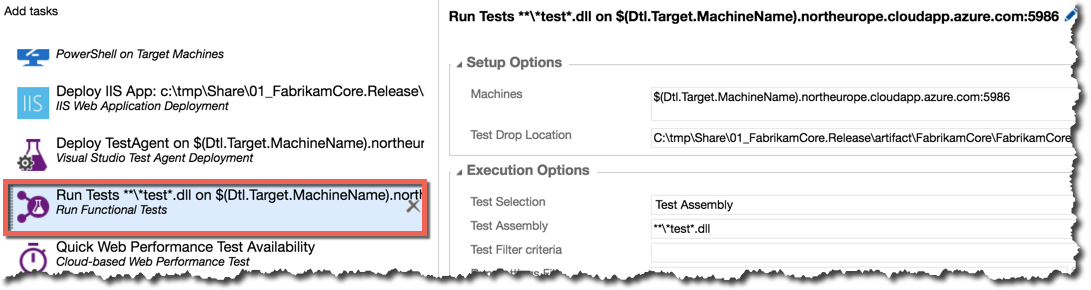 Add tasks
PowerShell on Target Machines
IIS
Deploy IIS App: c:\tmp\Share\01_FabrikamCore.Release\
IIS Web Application Deployment
Deploy TestAgent on $(Dtl.Target.MachineName).northeur
Visual Studio Test Agent Deployment
Run Tests **\*test*.dll on $(Dtl.Target.MachineName).nort
Run Functional Tests
Quick Web Performance Test Availability
Cloud-based Web Performance Test
Run Tests **\*test*.dll on $(Dtl.Target.MachineName).northeurope.cloudapp.azure.com:5986
Setup Options
Machines
$(Dtl.Target.MachineName).northeurope.cloudapp.azure.com:5986
Test Drop Location
C:\tmp\Share\01_FabrikamCore.Release\artifact\FabrikamCore\FabrikamCore
Execution Options
Test Selection
Test Assembly
Test Assembly
**\*test*.dll
Test Filter criteria